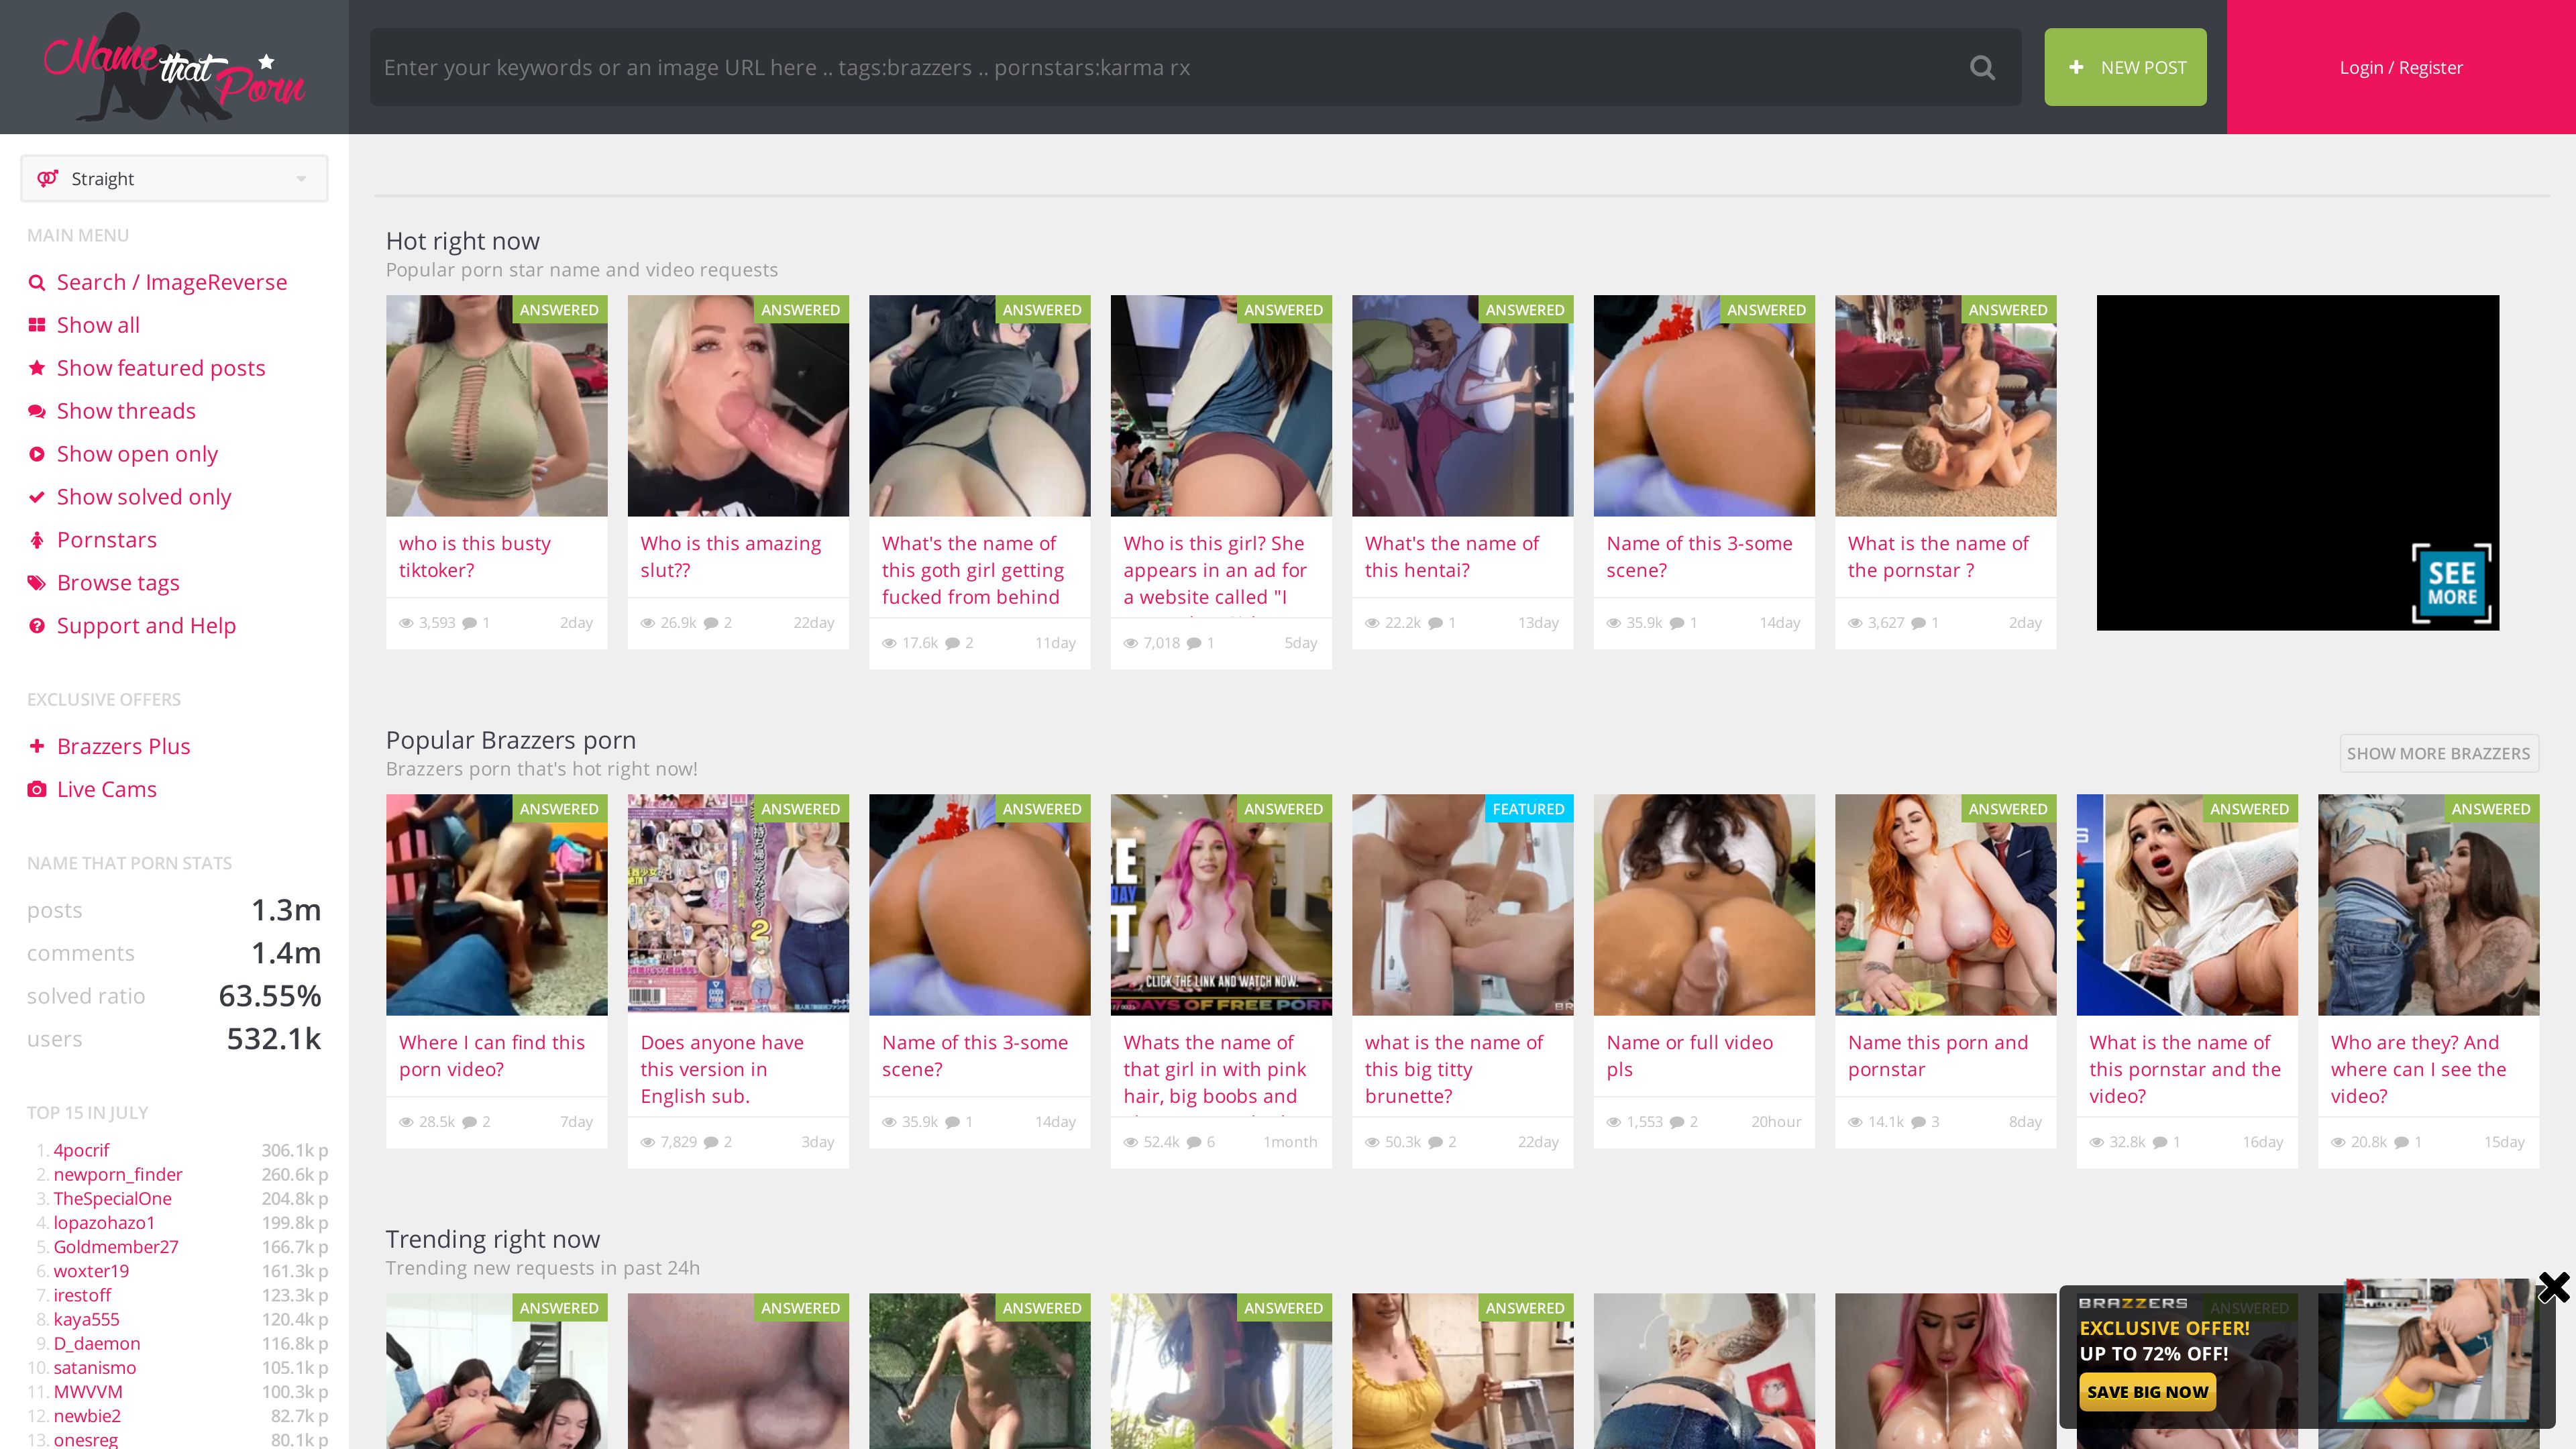 Name that Porn
Enter your keywords or an image URL here .. tags:brazzers .. pornstars:karma rx
NEW POST
Login / Register
Straight
MAIN MENU
Search / ImageReverse
Show all
Show featured posts
Show threads
Show open only
Show solved only
Pornstars
Browse tags
Support and Help
EXCLUSIVE OFFERS
Brazzers Plus
Live Cams
NAME THAT PORN STATS
posts 1.3m
comments 1.4m
solved ratio 63.55%
users 532.1k
TOP 15 IN JULY
1. 4pocrif 306.1k p
2. newporn_finder 260.6k p
3. TheSpecialOne 204.8k p
4. lopazohazo1 199.8k p
5. Goldmember27 166.7k p
6. woxter19 161.3k p
7. irestoff 123.3k p
8. kaya555 120.4k p
9. D_daemon 116.8k p
10. satanismo 105.1k p
11. MWVVM 100.3k p
12. newbie2 82.7k p
13. onesreg 80.1k p
Hot right now
Popular porn star name and video requests
ANSWERED
who is this busty
tiktoker?
3,593 1 2day
ANSWERED
Who is this amazing
slut??
26.9k 2 22day
ANSWERED
What's the name of
this goth girl getting
fucked from behind
17.6k 2 11day
ANSWERED
Who is this girl? She
appears in an ad for
a website called "I
7,018 1 5day
ANSWERED
What's the name of
this hentai?
22.2k 1 13day
ANSWERED
Name of this 3-some
scene?
35.9k 1 14day
ANSWERED
What is the name of
the pornstar ?
3,627 1 2day
SEE
MORE
Popular Brazzers porn
Brazzers porn that's hot right now!
SHOW MORE BRAZZERS
ANSWERED
Where I can find this
porn video?
28.5k 2 7day
ANSWERED
2
Does anyone have
this version in
English sub.
7,829 2 3day
ANSWERED
Name of this 3-some
scene?
35.9k 1 14day
ANSWERED
CLICK THE LINK AND WATCH NOW.
DAYS OF FREE PORN
Whats the name of
that girl in with pink
hair, big boobs and
52.4k 6 1month
FEATURED
BR
what is the name of
this big titty
brunette?
50.3k 2 22day
Name or full video
pls
1,553 2 20hour
ANSWERED
Name this porn and
pornstar
14.1k 3 8day
ANSWERED
What is the name of
this pornstar and the
video?
32.8k 1 16day
ANSWERED
Who are they? And
where can I see the
video?
20.8k 1 15day
Trending right now
Trending new requests in past 24h
ANSWERED
ANSWERED
ANSWERED
ANSWERED
ANSWERED
ANSWERED
BRAZZERS
EXCLUSIVE OFFER!
UP TO 72% OFF!
SAVE BIG NOW